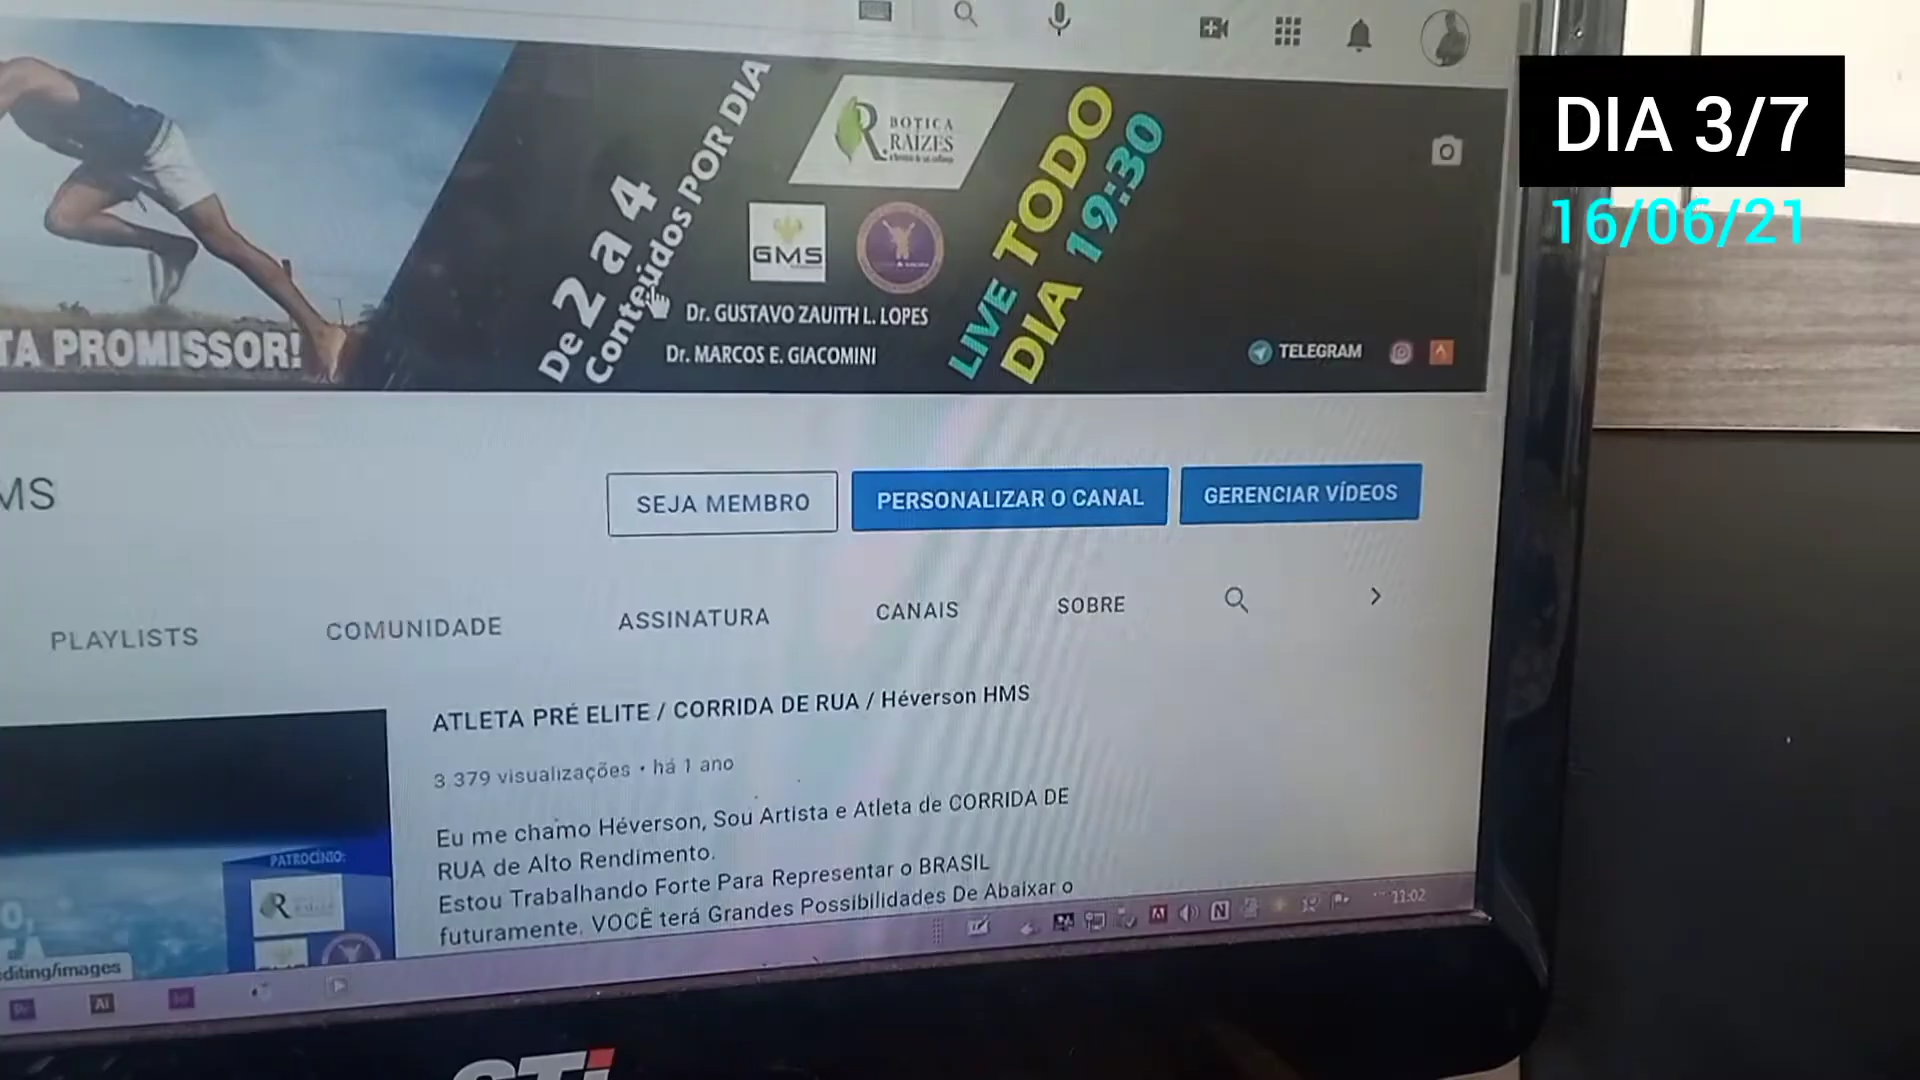 DIA 3/7
16/06/21
De 2 a 4
Conteúdos POR DIA
BOTICA
RAIZES
GMS
Dr. GUSTAVO ZAUITH L. LOPES
Dr. MARCOS E. GIACOMINI
LIVE TODO
DIA 19:30
TA PROMISSOR!
TELEGRAM
MS
SEJA MEMBRO
PERSONALIZAR O CANAL
GERENCIAR VÍDEOS
PLAYLISTS
COMUNIDADE
ASSINATURA
CANAIS
SOBRE
ATLETA PRÉ ELITE / CORRIDA DE RUA / Héverson HMS
3 379 visualizações • há 1 ano
Eu me chamo Héverson, Sou Artista e Atleta de CORRIDA DE
RUA de Alto Rendimento.
Estou Trabalhando Forte Para Representar o BRASIL
futuramente. VOCÊ terá Grandes Possibilidades De Abaixar o
PATROCÍNIO:
diting/images
11:02
Pr
Ai
N